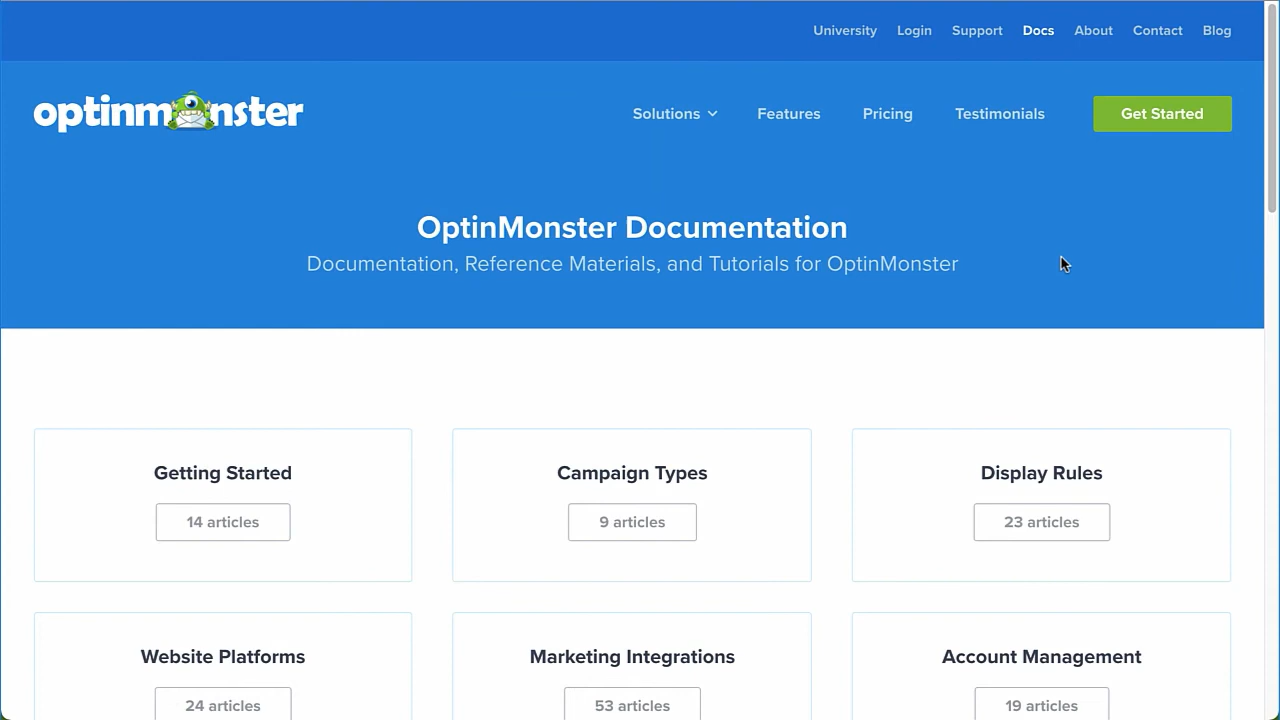 University Login Support Docs About Contact Blog
optinmonster
Solutions Features Pricing Testimonials Get Started
OptinMonster Documentation
Documentation, Reference Materials, and Tutorials for OptinMonster
Getting Started Campaign Types Display Rules
14 articles 9 articles 23 articles
Website Platforms Marketing Integrations Account Management
24 articles 53 articles 19 articles